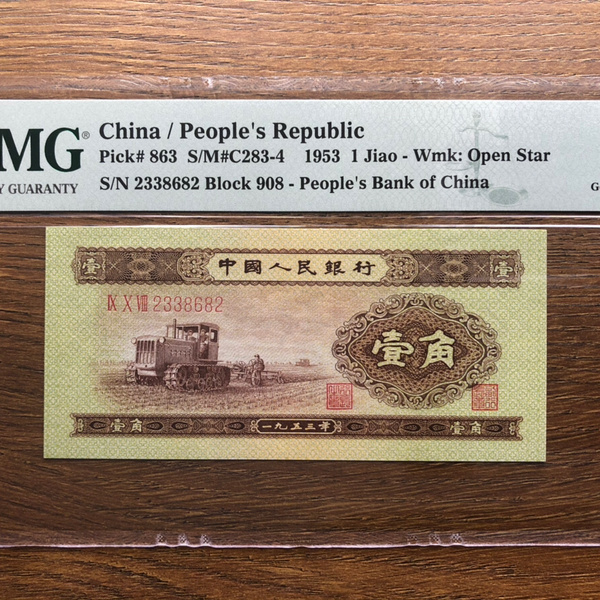 MG®
China / People's Republic
Pick# 863 S/M#C283-4 1953 1 Jiao - Wmk: Open Star
Y GUARANTY
S/N 2338682 Block 908 - People's Bank of China
G
壹 中國人民銀行 壹
IX X VIII 2338682
壹角
壹角 一九五三年 壹角